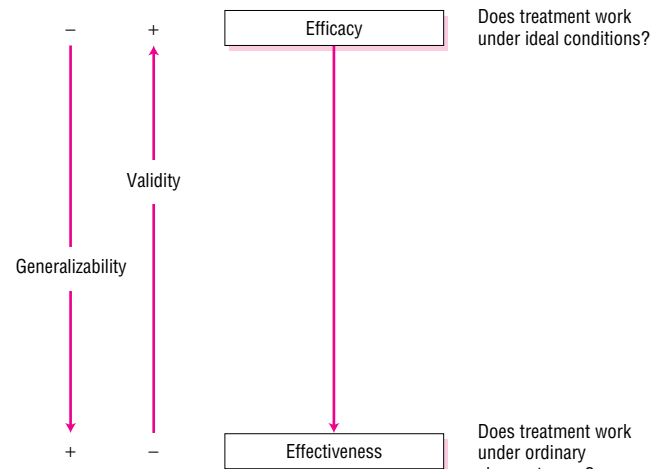 − + Efficacy Does treatment work
under ideal conditions?
Validity
Generalizability
+ − Effectiveness Does treatment work
under ordinary